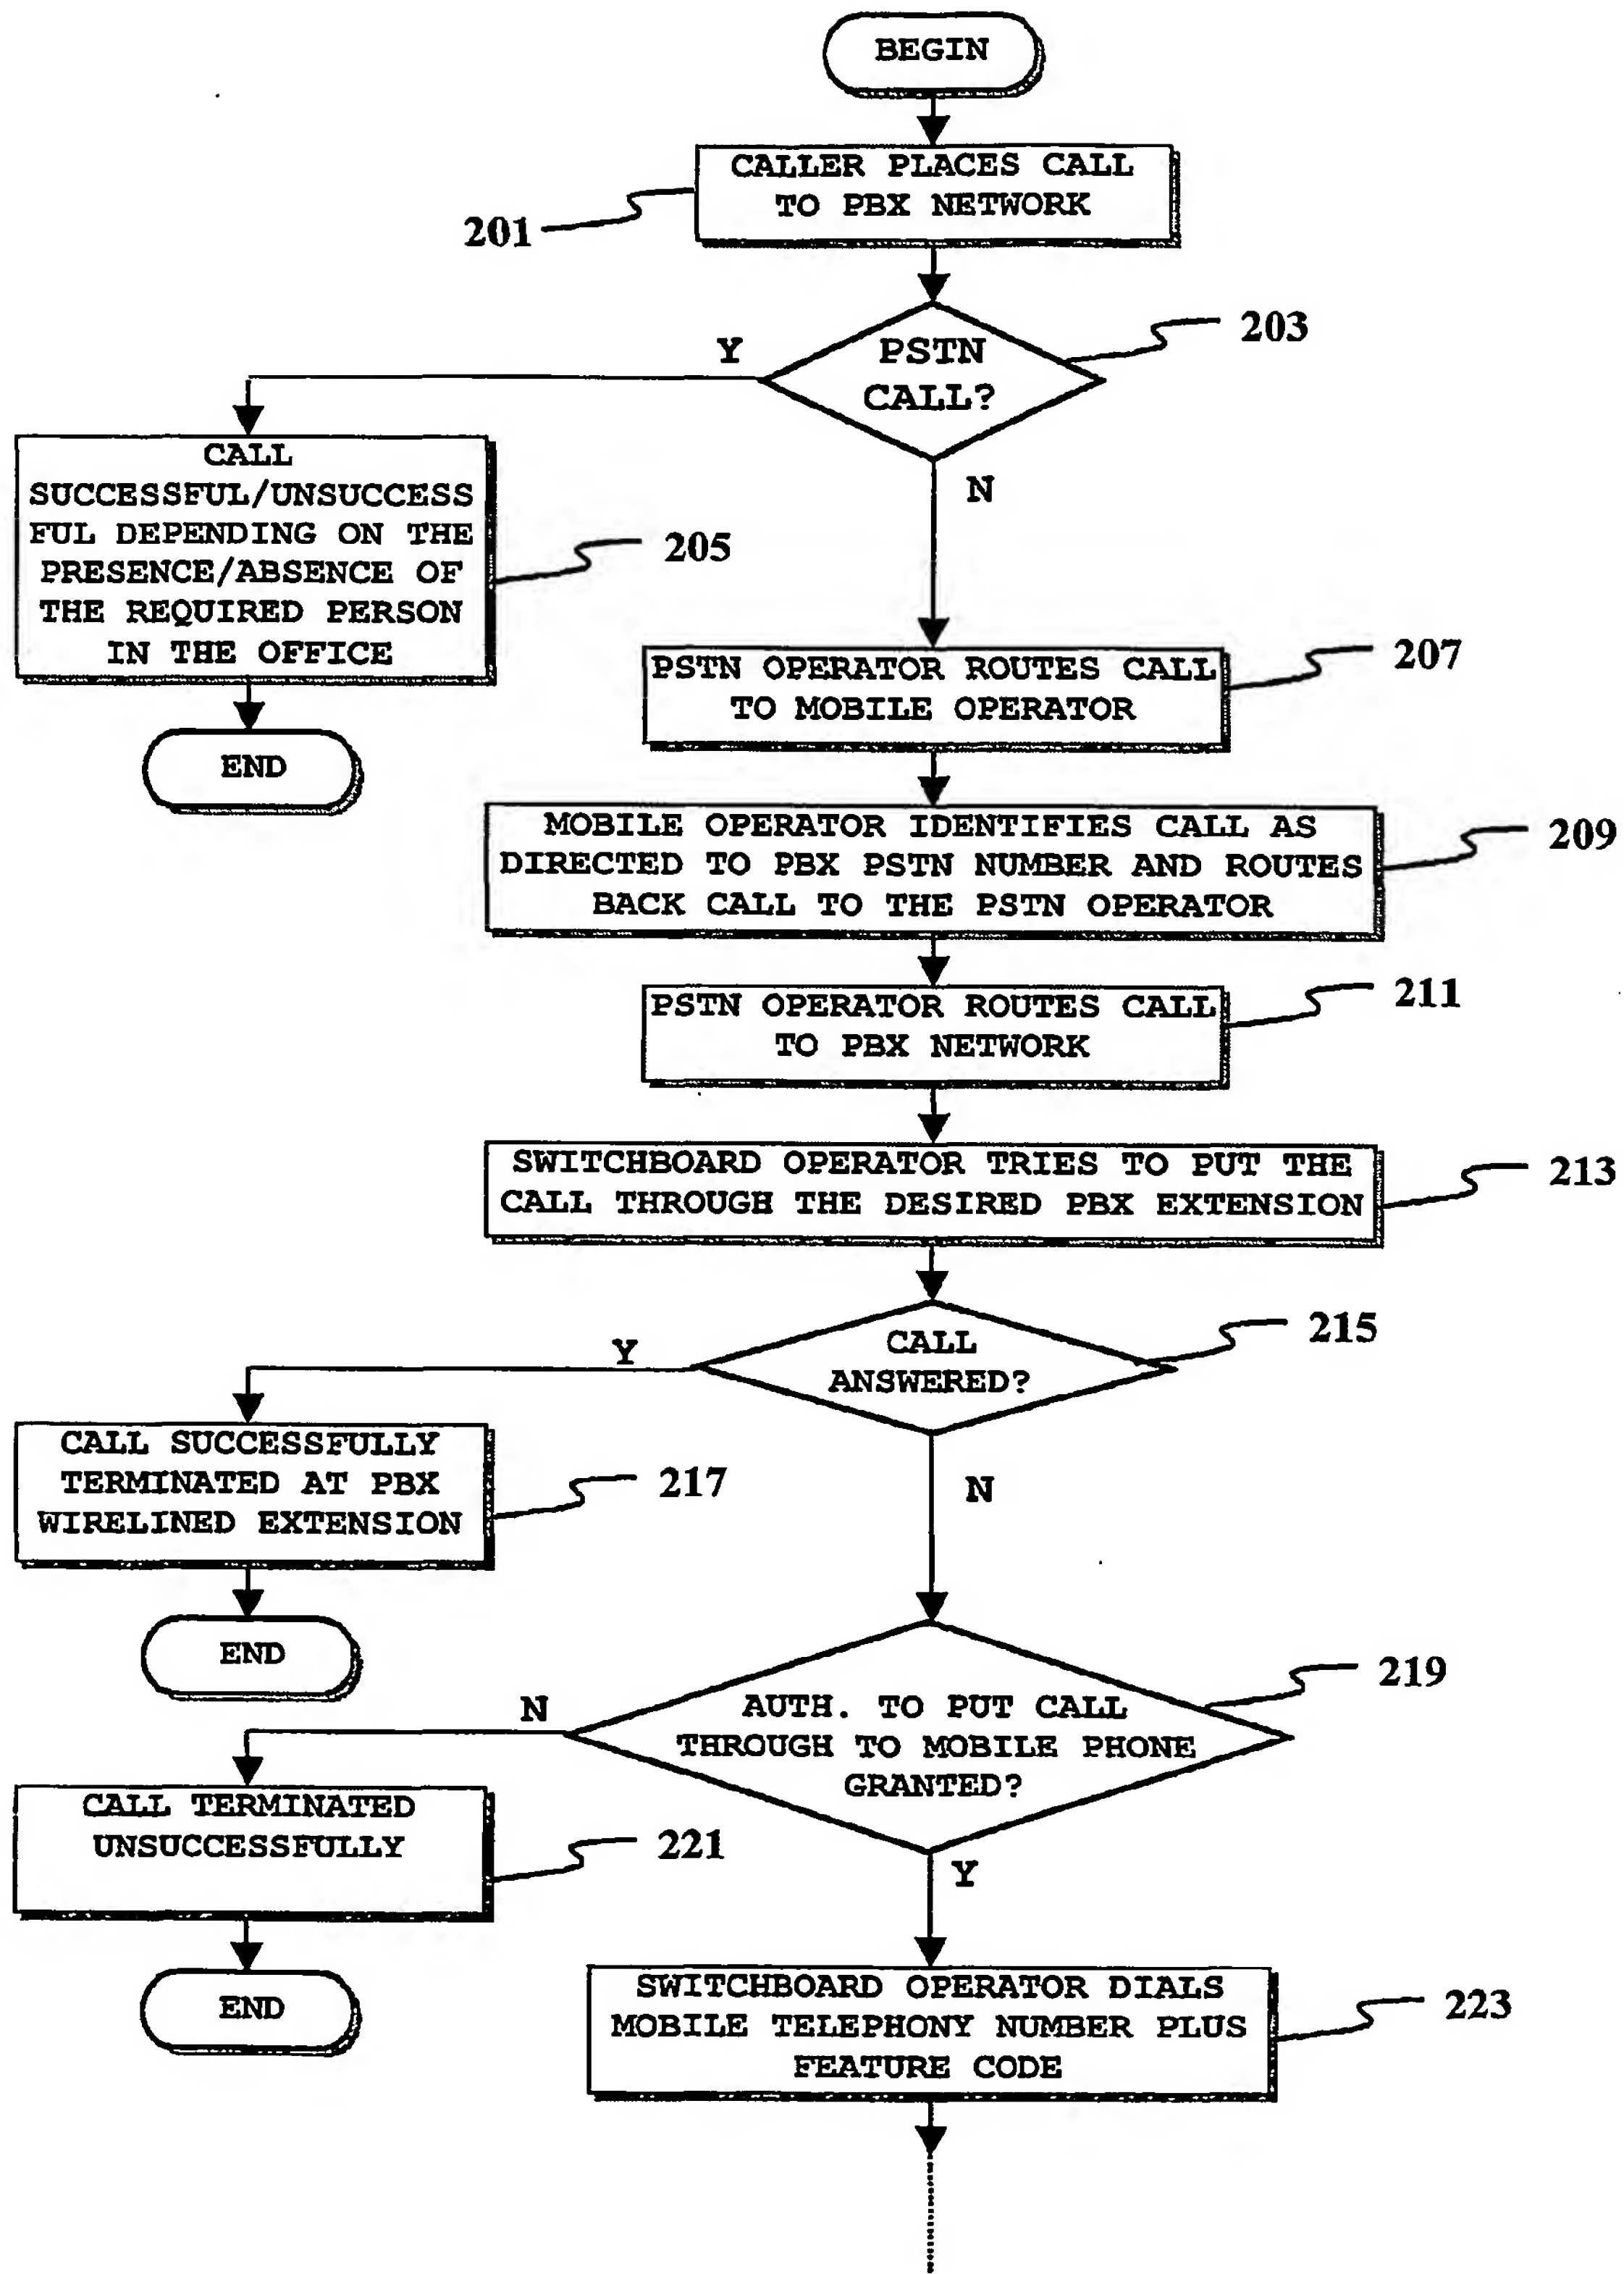 BEGIN
CALLER PLACES CALL
TO PBX NETWORK
201
PSTN
CALL?
203
Y
N
CALL
SUCCESSFUL/UNSUCCESS
FUL DEPENDING ON THE
PRESENCE/ABSENCE OF
THE REQUIRED PERSON
IN THE OFFICE
205
END
PSTN OPERATOR ROUTES CALL
TO MOBILE OPERATOR
207
MOBILE OPERATOR IDENTIFIES CALL AS
DIRECTED TO PBX PSTN NUMBER AND ROUTES
BACK CALL TO THE PSTN OPERATOR
209
PSTN OPERATOR ROUTES CALL
TO PBX NETWORK
211
SWITCHBOARD OPERATOR TRIES TO PUT THE
CALL THROUGH THE DESIRED PBX EXTENSION
213
CALL
ANSWERED?
215
Y
N
CALL SUCCESSFULLY
TERMINATED AT PBX
WIRELINED EXTENSION
217
END
AUTH. TO PUT CALL
THROUGH TO MOBILE PHONE
GRANTED?
219
N
Y
CALL TERMINATED
UNSUCCESSFULLY
221
END
SWITCHBOARD OPERATOR DIALS
MOBILE TELEPHONY NUMBER PLUS
FEATURE CODE
223